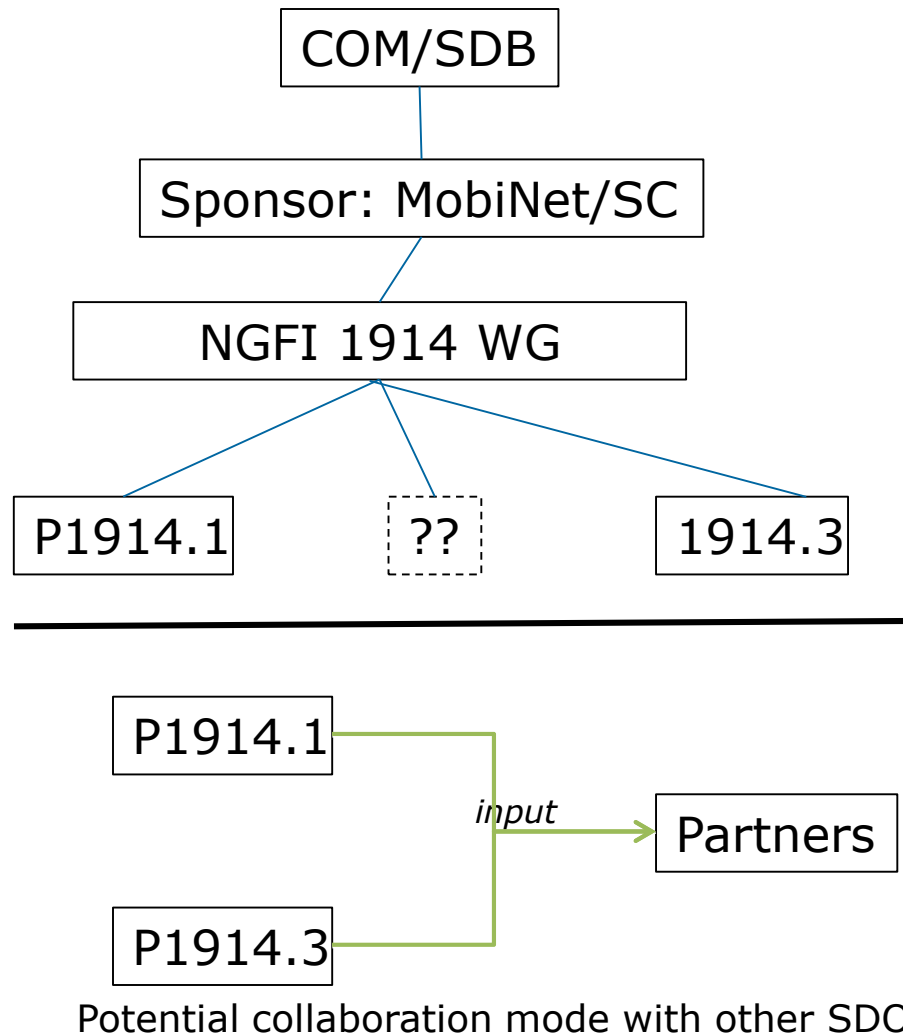 COM/SDB
Sponsor: MobiNet/SC
NGFI 1914 WG
P1914.1
??
1914.3
P1914.1
input
Partners
P1914.3
Potential collaboration mode with other SDO